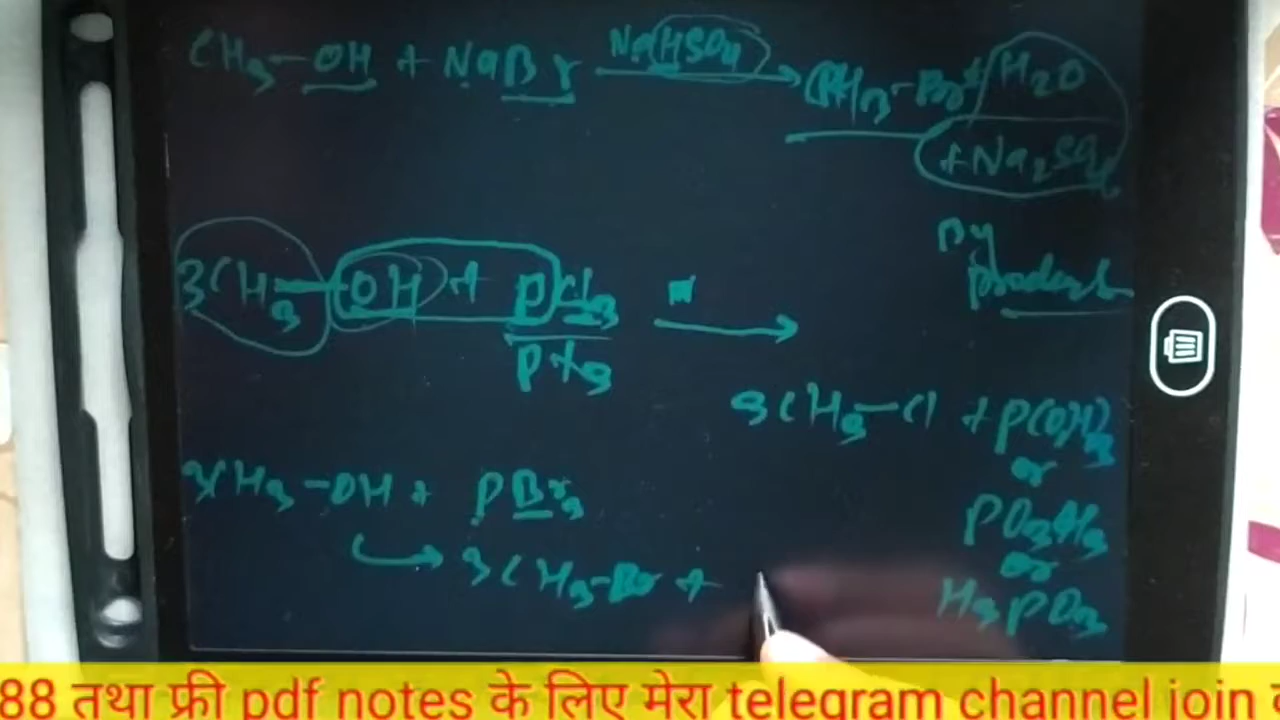 CH3-OH + NaBr NaHSO4 → CH3-Br + H2O
+ Na2SO4
By
product
3CH3-OH + PCl3 →
PX3
3CH3-Cl + P(OH)3
or
PO3H3
or
H3PO3
3CH3-OH + PBr3
→ 3CH3-Br +
88 तथा फ्री pdf notes के लिए मेरा telegram channel join